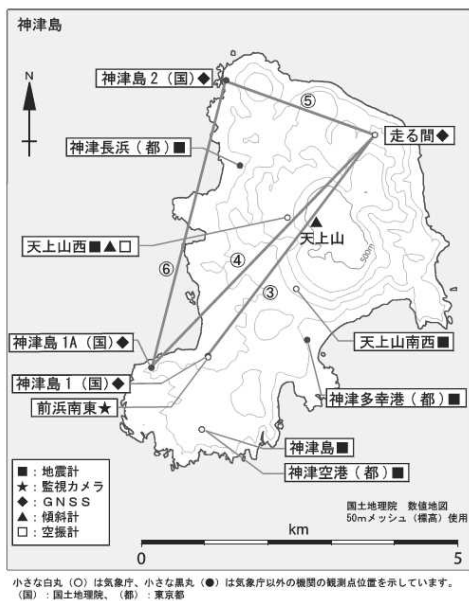 神津島
N
神津島2（国）◆
⑤
走る間◆
神津長浜（都）■
天上山西■▲□
天上山
500m
⑥
④
③
神津島1A（国）◆
天上山南西■
神津島1（国）◆
神津多幸港（都）■
前浜南東★
神津島■
神津空港（都）■
■：地震計
★：監視カメラ
◆：ＧＮＳＳ
▲：傾斜計
□：空振計
国土地理院　数値地図
50mメッシュ（標高）使用
km
0
5
小さな白丸（○）は気象庁、小さな黒丸（●）は気象庁以外の機関の観測点位置を示しています。
（国）：国土地理院、（都）：東京都